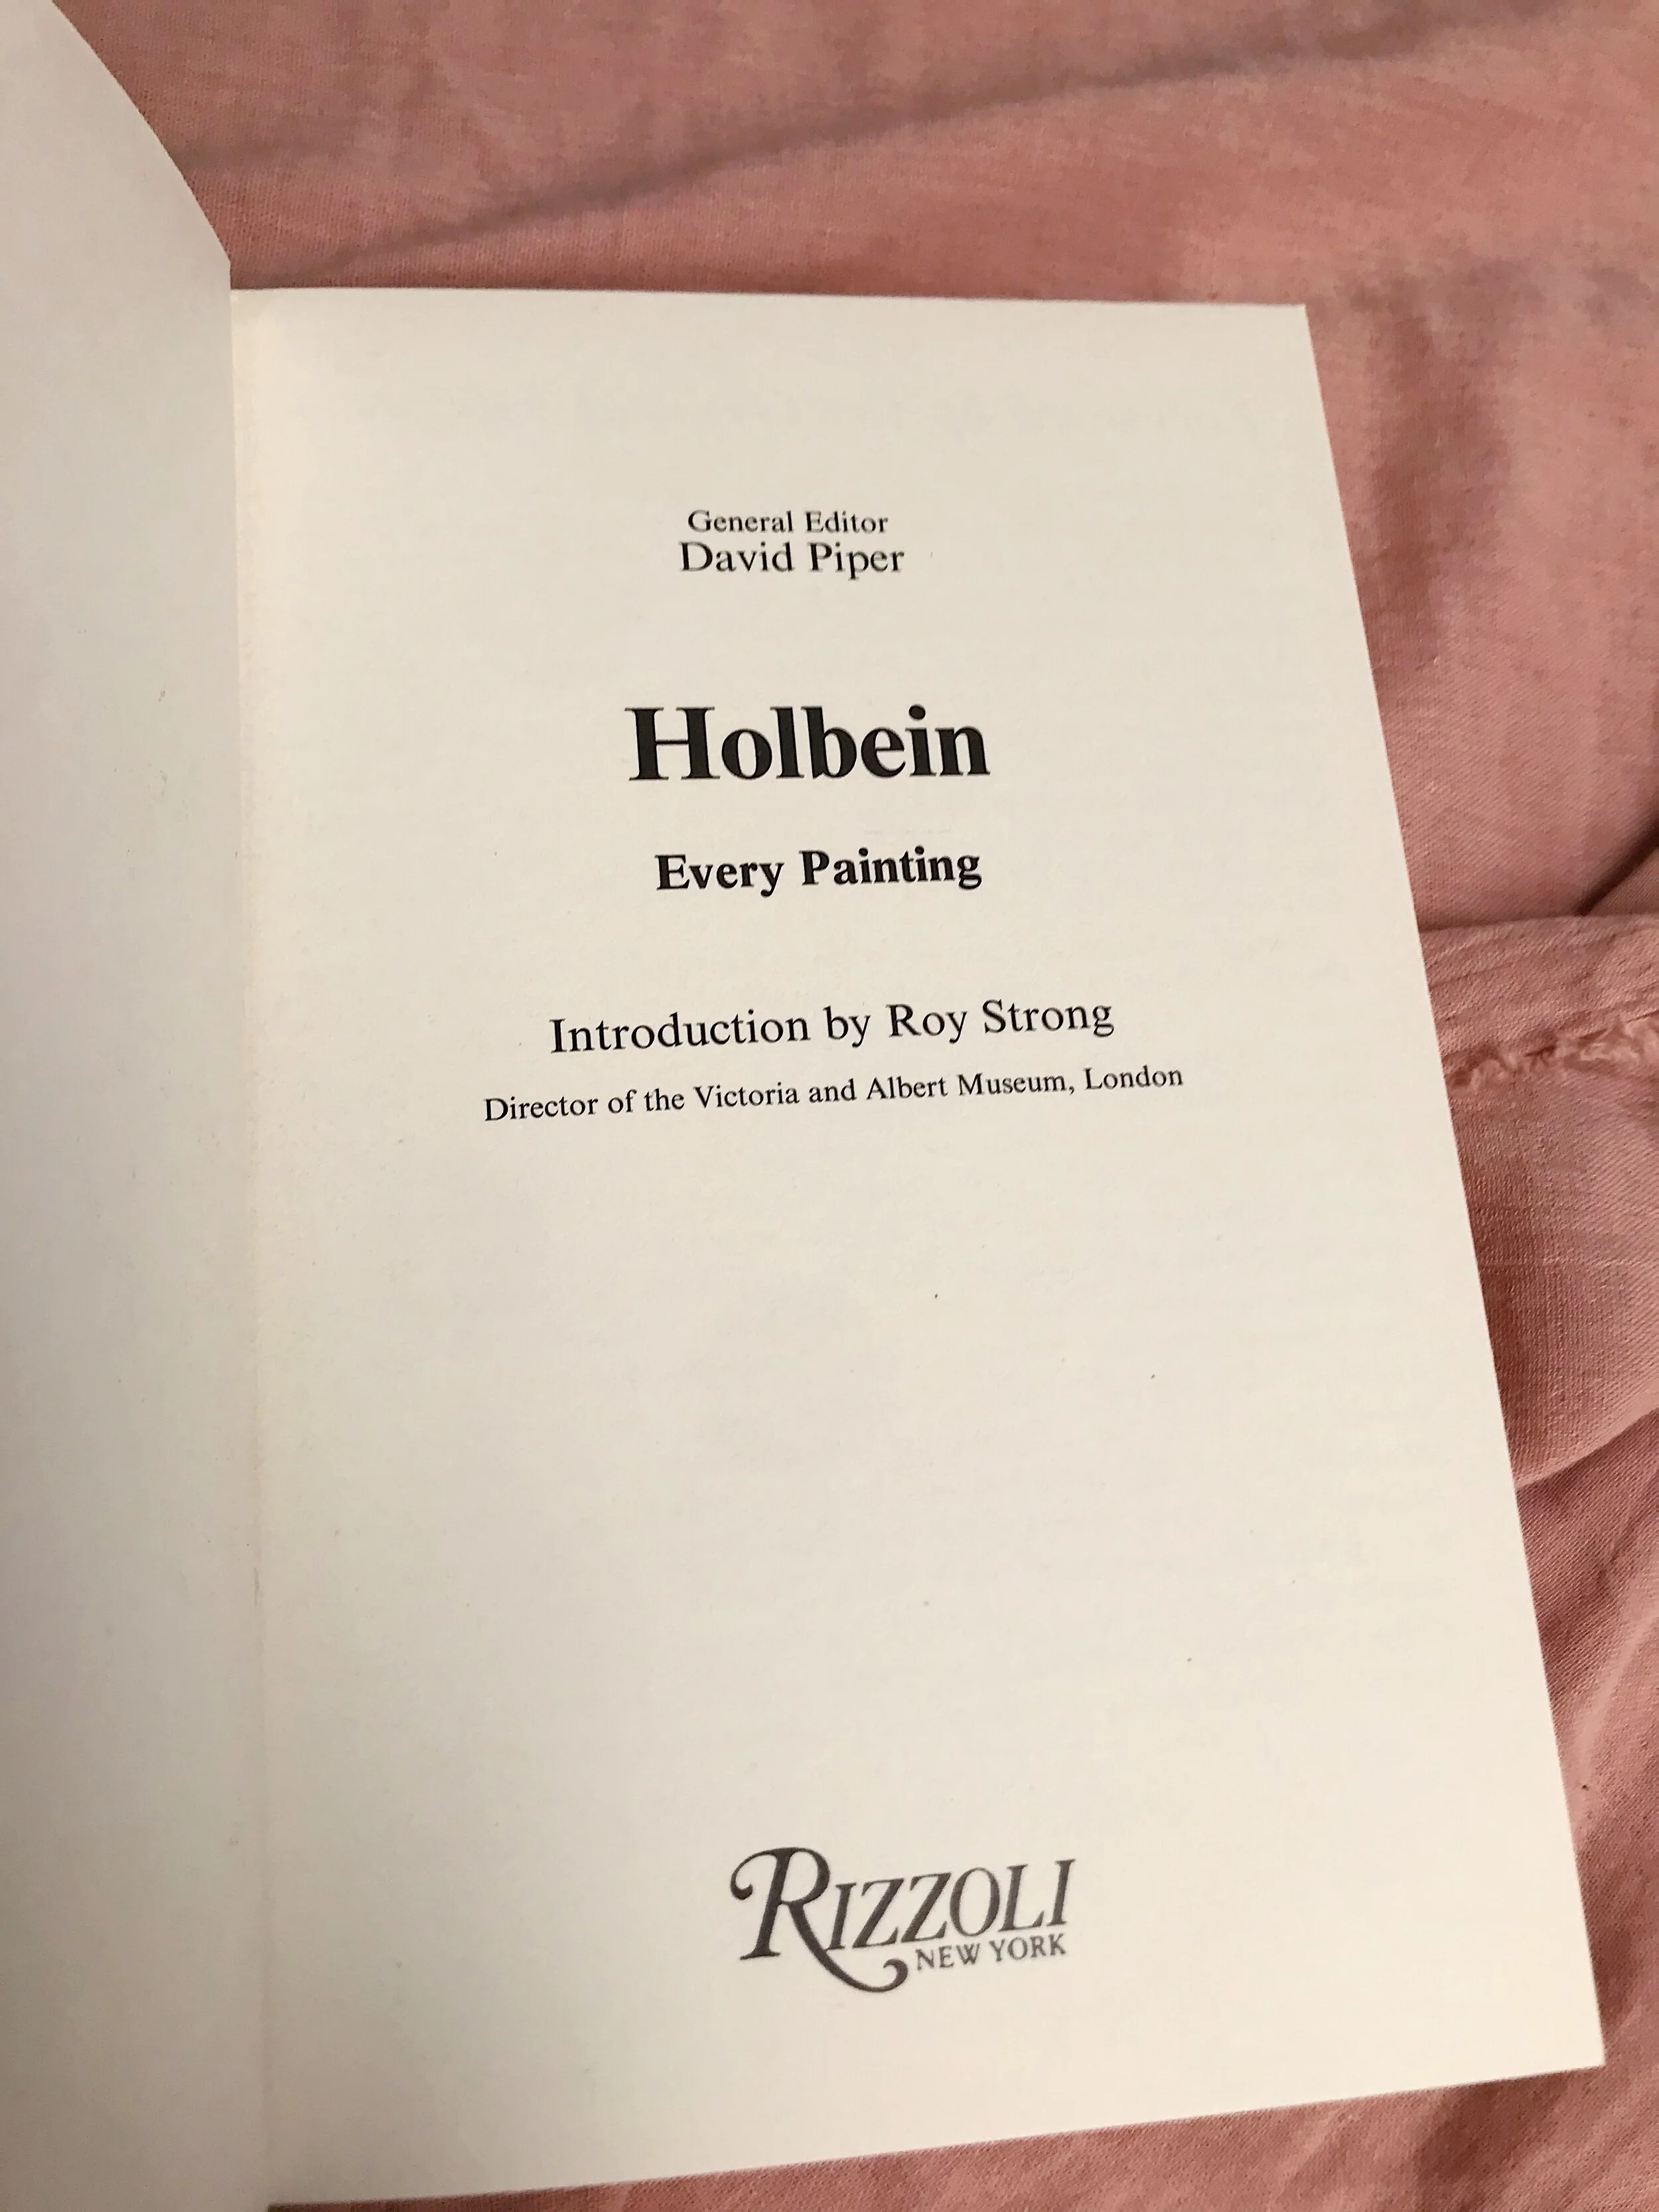 General Editor
David Piper
Holbein
Every Painting
Introduction by Roy Strong
Director of the Victoria and Albert Museum, London
RIZZOLI
NEW YORK